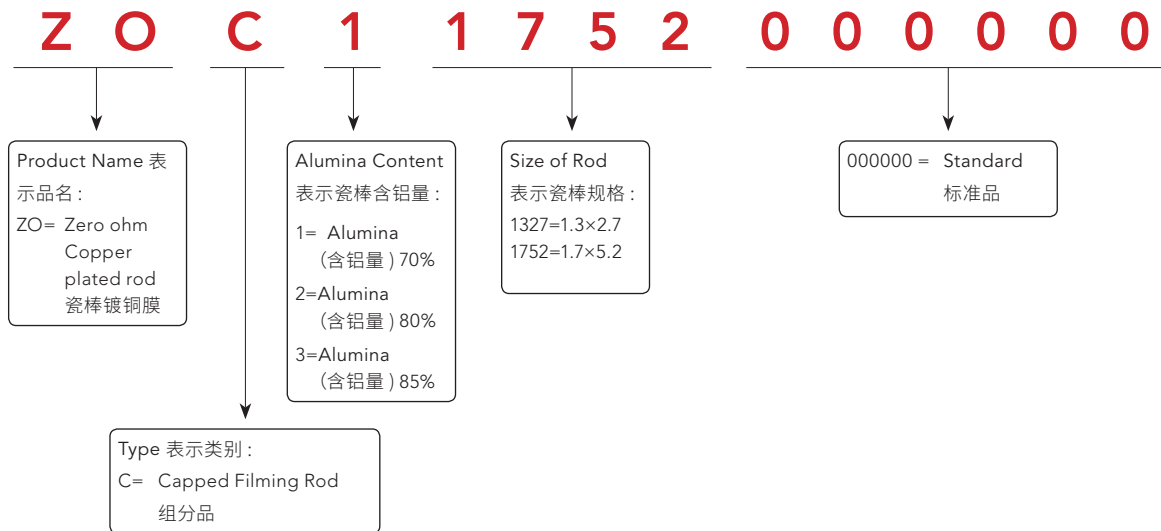 Z O C 1 1 7 5 2 0 0 0 0 0 0
Product Name 表
示品名 :
ZO= Zero ohm
Copper
plated rod
瓷棒镀铜膜
Alumina Content
表示瓷棒含铝量 :
1= Alumina
(含铝量 ) 70%
2=Alumina
(含铝量 ) 80%
3=Alumina
(含铝量 ) 85%
Size of Rod
表示瓷棒规格 :
1327=1.3×2.7
1752=1.7×5.2
000000 = Standard
标准品
Type 表示类别 :
C= Capped Filming Rod
组分品